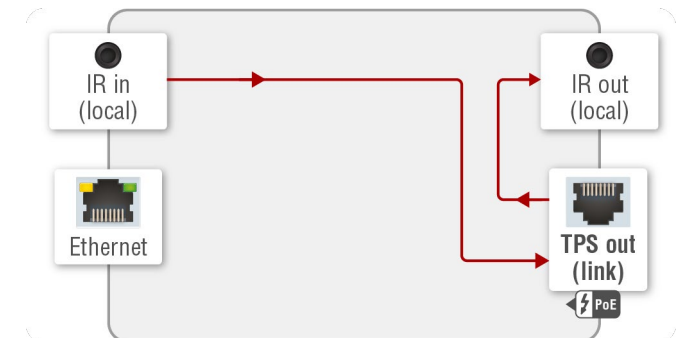 IR in
(local)
IR out
(local)
Ethernet
TPS out
(link)
PoE